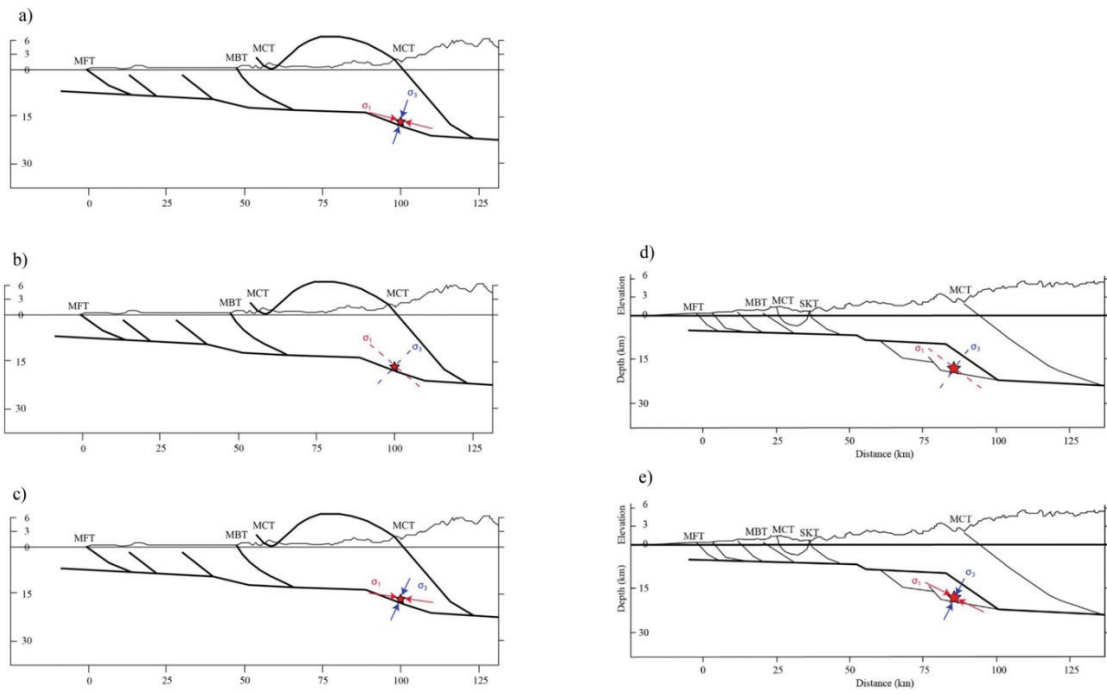 a)
6
3
0
15
30
MFT
MBT
MCT
MCT
σ3
σ1
0 25 50 75 100 125
b)
6
3
0
15
30
MFT
MBT
MCT
MCT
σ1
σ3
0 25 50 75 100 125
c)
6
3
0
15
30
MFT
MBT
MCT
MCT
σ1
σ3
0 25 50 75 100 125
d)
Elevation
Depth (km)
6
3
0
15
30
MFT
MBT
MCT
SKT
MCT
σ1
σ3
0 25 50 75 100 125
Distance (km)
e)
Elevation
Depth (km)
6
3
0
15
30
MFT
MBT
MCT
SKT
MCT
σ1
σ3
0 25 50 75 100 125
Distance (km)